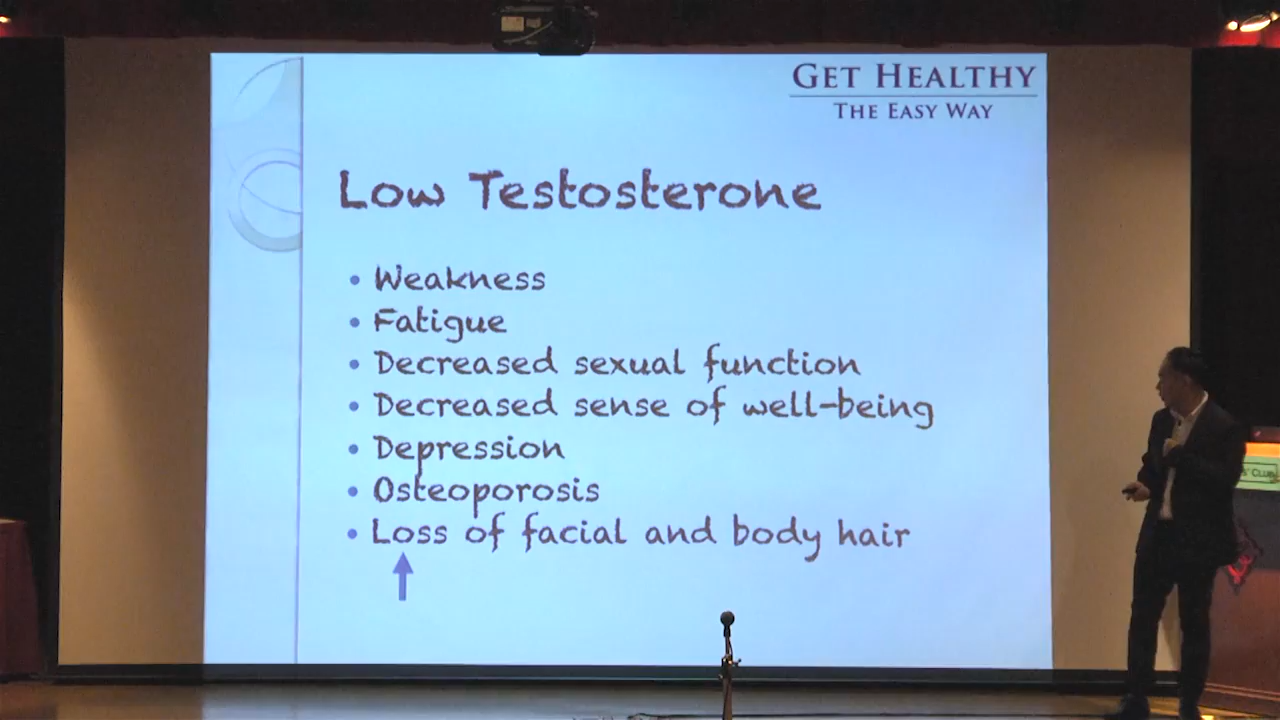 GET HEALTHY
THE EASY WAY
Low Testosterone
• Weakness
• Fatigue
• Decreased sexual function
• Decreased sense of well-being
• Depression
• Osteoporosis
• Loss of facial and body hair
CLUB